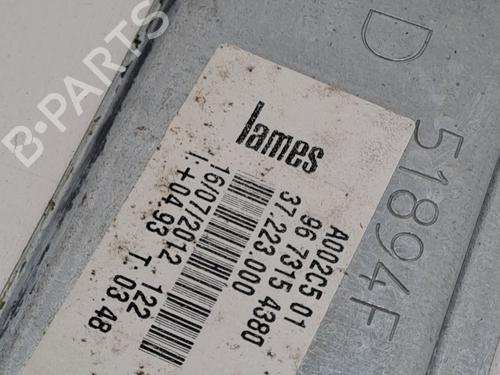 B-PARTS
lames
A002C5 01
96 7315 4380
37.223.000
16/07/2012 122
I: +04.93 T: 03.48
D 51894F